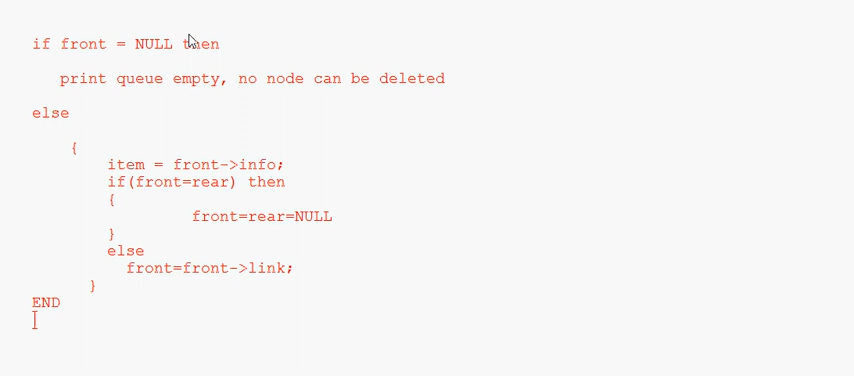 if front = NULL then
print queue empty, no node can be deleted
else
{
item = front->info;
if(front=rear) then
{
front=rear=NULL
}
else
front=front->link;
}
END